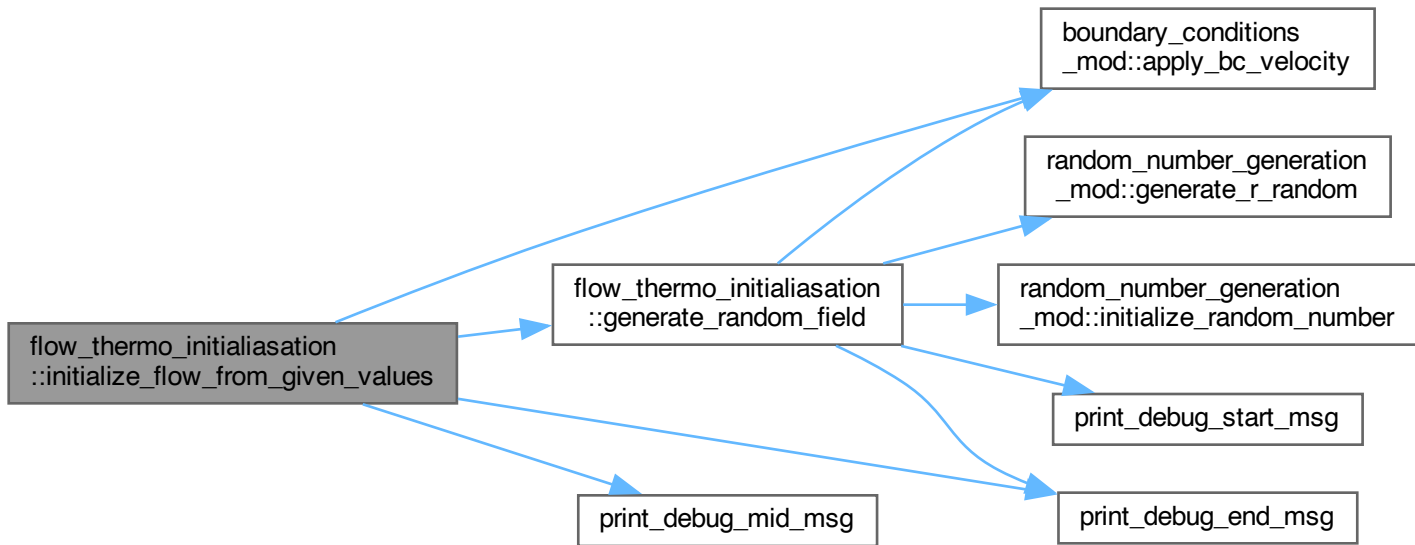 boundary_conditions
_mod::apply_bc_velocity
random_number_generation
_mod::generate_r_random
flow_thermo_initialiasation
::generate_random_field
random_number_generation
_mod::initialize_random_number
flow_thermo_initialiasation
::initialize_flow_from_given_values
print_debug_start_msg
print_debug_mid_msg
print_debug_end_msg